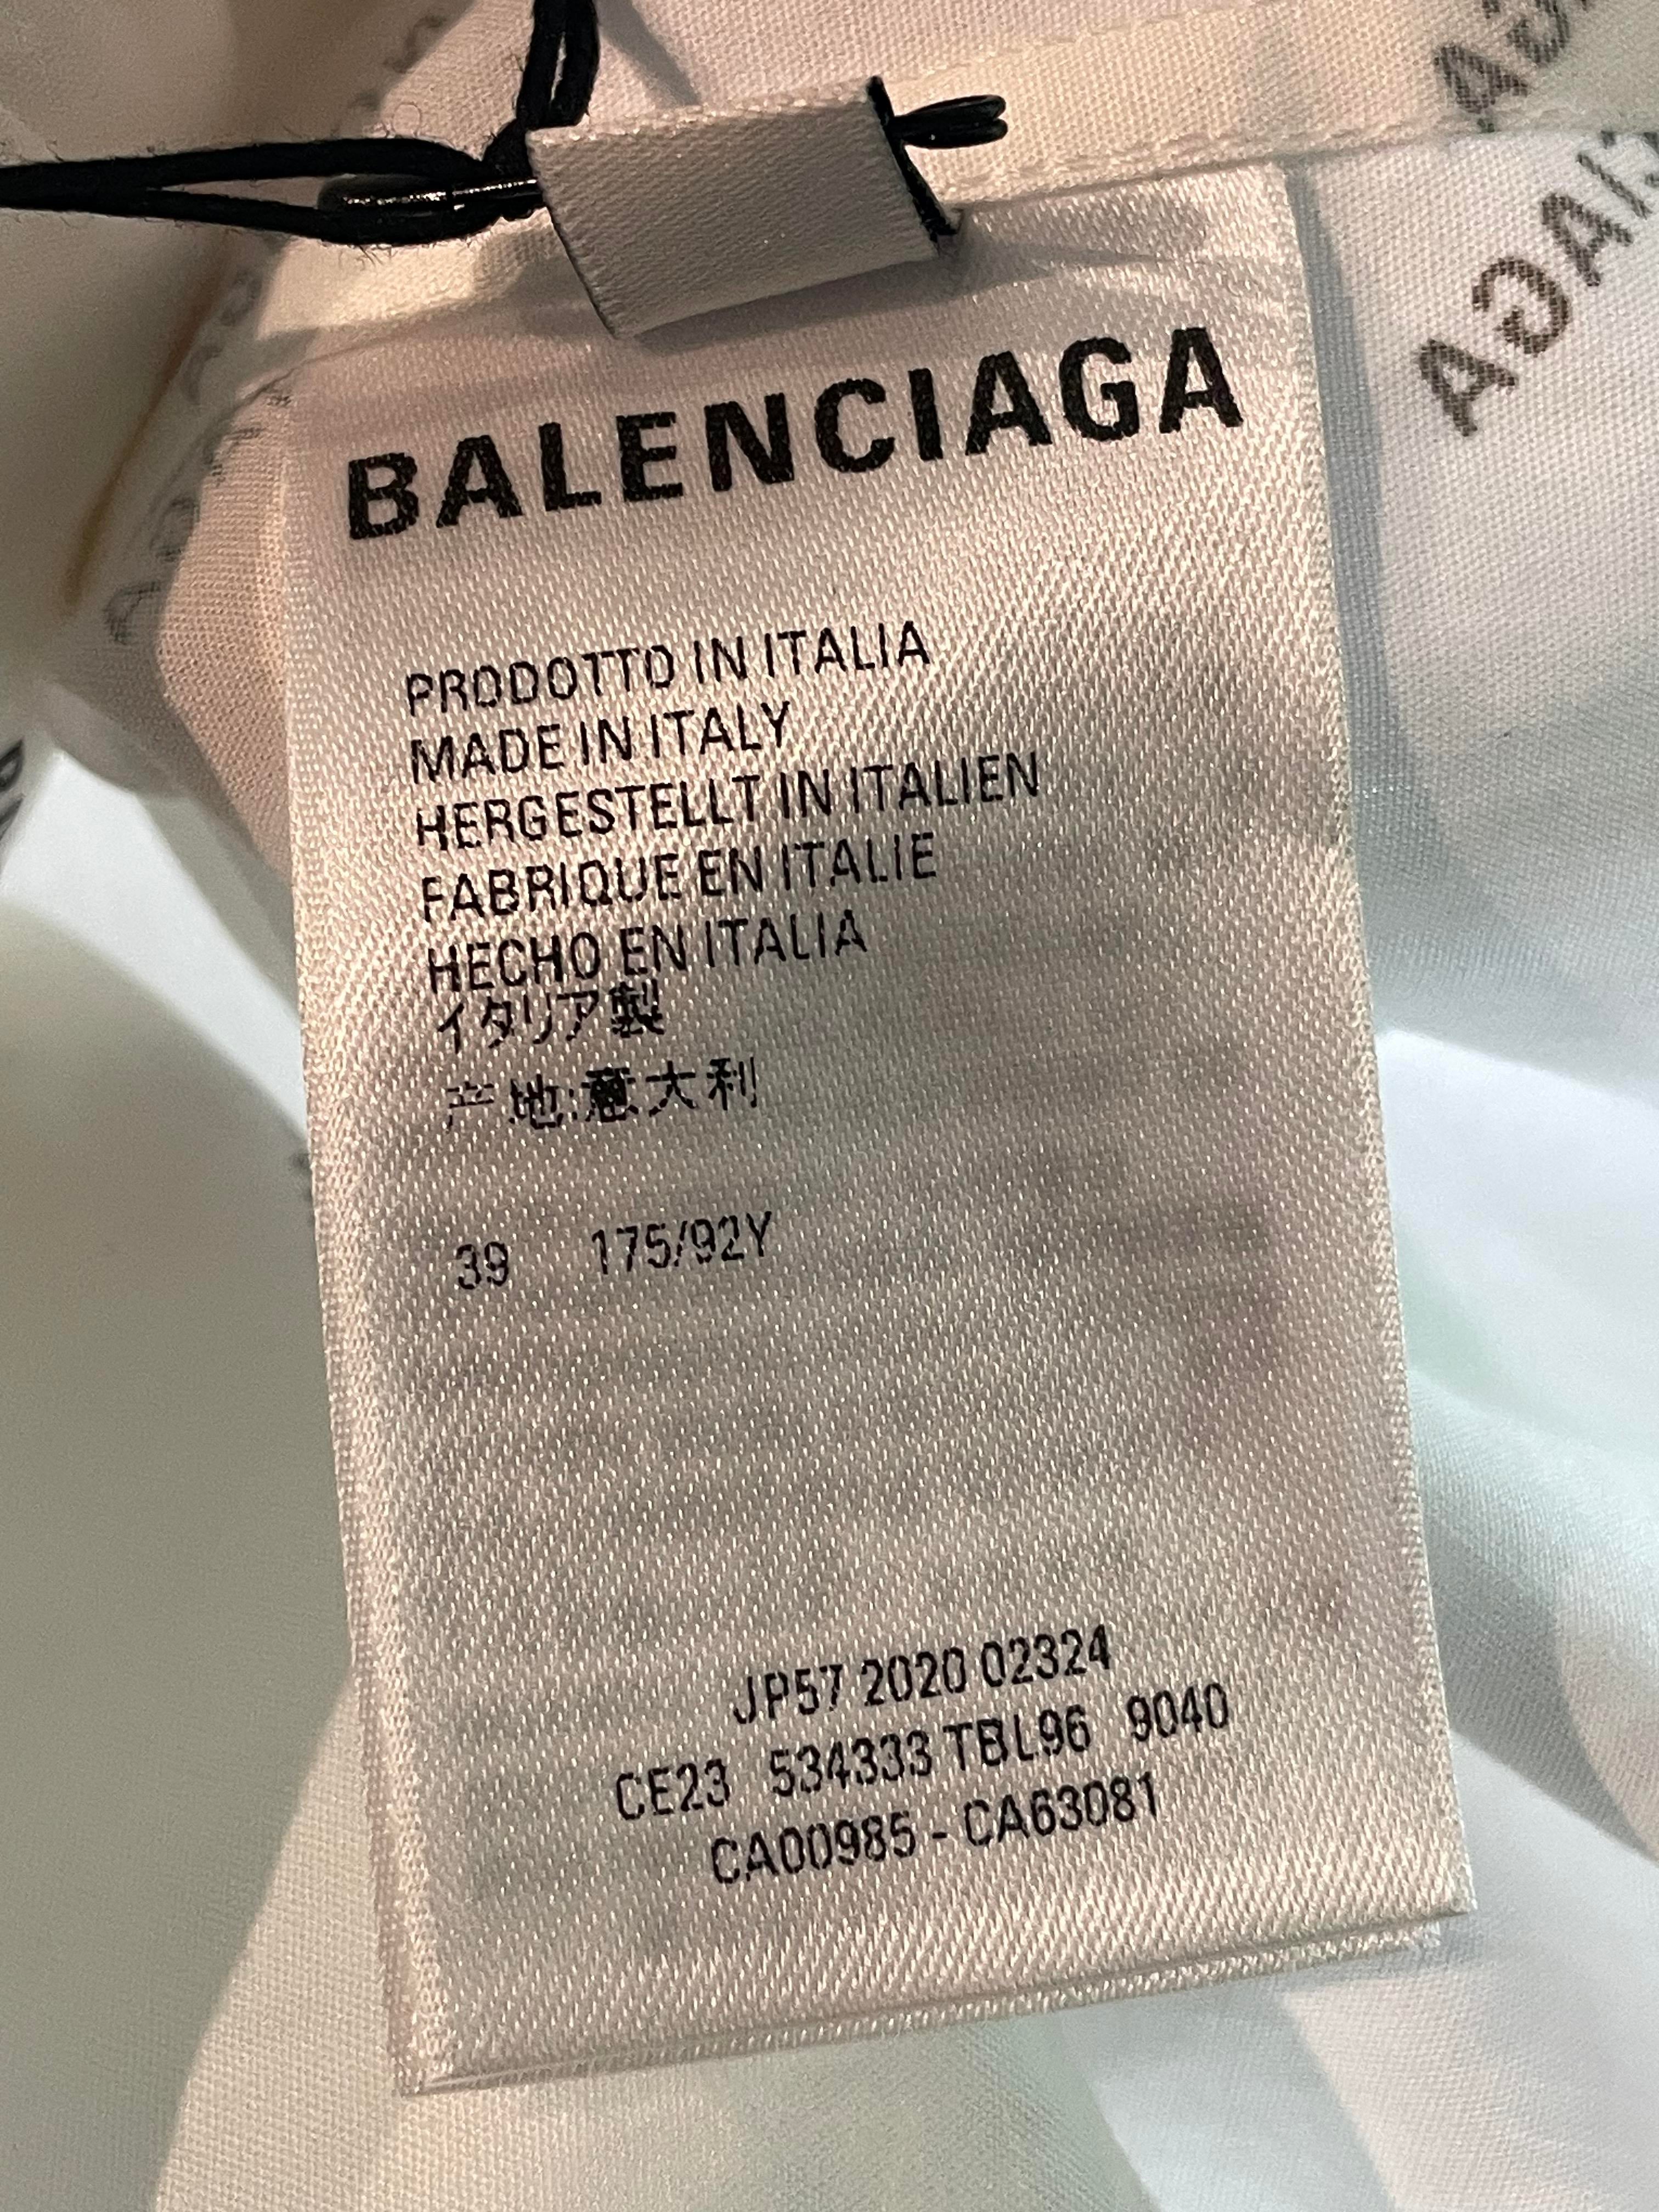 BALENCIAGA
PRODOTTO IN ITALIA
MADE IN ITALY
HERGESTELLT IN ITALIEN
FABRIQUE EN ITALIE
HECHO EN ITALIA
イタリア製
产地:意大利
39 175/92Y
JP57 2020 02324
CE23 534333 TBL96 9040
CA00985 - CA63081